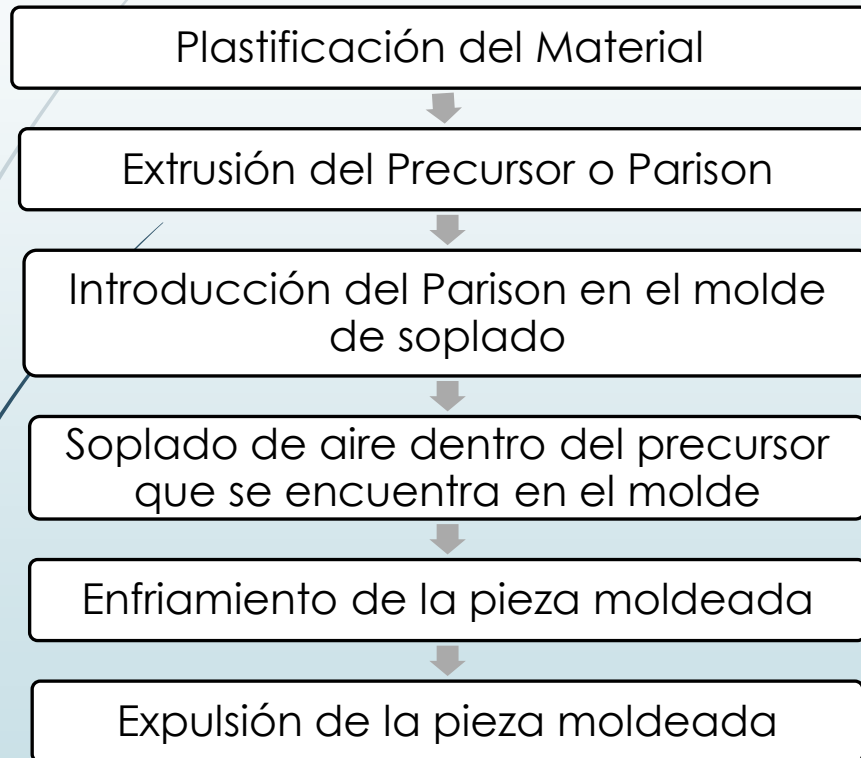 Plastificación del Material
Extrusión del Precursor o Parison
Introducción del Parison en el molde
de soplado
Soplado de aire dentro del precursor
que se encuentra en el molde
Enfriamiento de la pieza moldeada
Expulsión de la pieza moldeada